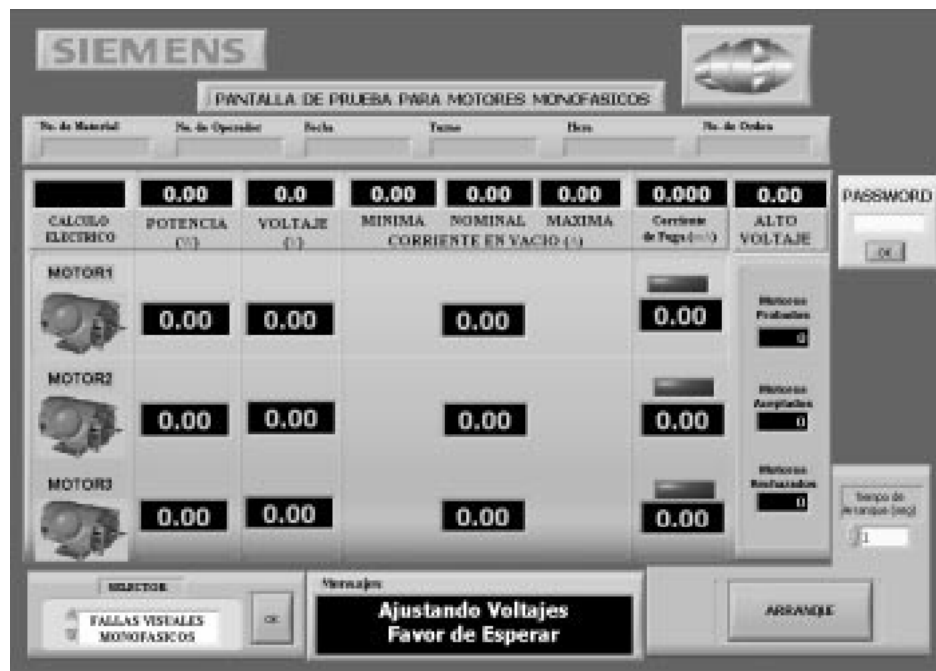 SIEMENS
PANTALLA DE PRUEBA PARA MOTORES MONOFASICOS
No. de Material No. de Operador Fecha Turno Hora No. de Orden
0.00 0.0 0.00 0.00 0.00 0.000 0.00
PASSWORD
CALCULO POTENCIA VOLTAJE MINIMA NOMINAL MAXIMA Corriente ALTO
ELECTRICO CORRIENTE EN VACIO (A) de Fuga (mA) VOLTAJE
OK
MOTOR1
0.00 0.00 0.00 0.00
Motores
Probados
0
MOTOR2
0.00 0.00 0.00 0.00
Motores
Aceptados
0
MOTOR3
0.00 0.00 0.00 0.00
Motores
Rechazados
0
Tiempo de
Arranque (seg)
1
SELECTOR
FALLAS VISUALES
MONOFASICOS
OK
Mensajes
Ajustando Voltajes
Favor de Esperar
ARRANQUE